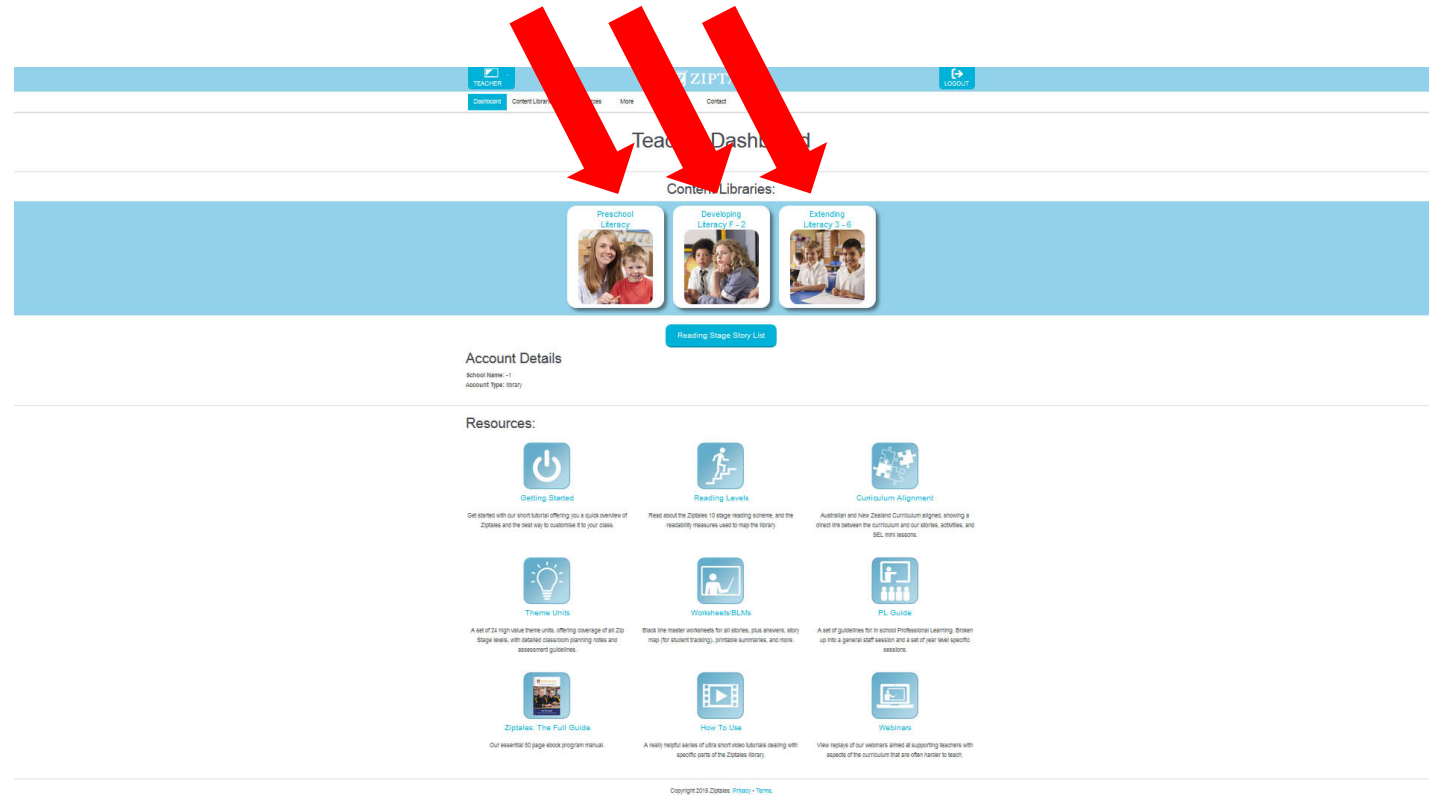 TEACHER
ZIPT
LOGOUT
Dashboard Content Librar rces More Contact
Teac Dashb d
Content Libraries:
Preschool
Literacy
Developing
Literacy F - 2
Extending
Literacy 3 - 6
Reading Stage Story List
Account Details
School Name: -1
Account Type: library
Resources:
Getting Started
Get started with our short tutorial offering you a quick overview of
Ziptales and the best way to customise it to your class.
Reading Levels
Read about the Ziptales 10 stage reading scheme, and the
readability measures used to map the library.
Curriculum Alignment
Australian and New Zealand Curriculum aligned, showing a
direct link between the curriculum and our stories, activities, and
SEL mini lessons.
Theme Units
A set of 24 high value theme units, offering coverage of all Zip
Stage levels, with detailed classroom planning notes and
assessment guidelines.
Worksheets/BLMs
Black line master worksheets for all stories, plus answers, story
map (for student tracking), printable summaries, and more.
PL Guide
A set of guidelines for in school Professional Learning. Broken
up into a general staff session and a set of year level specific
sessions.
Ziptales: The Full Guide
Our essential 50 page ebook program manual.
How To Use
A really helpful series of ultra short video tutorials dealing with
specific parts of the Ziptales library.
Webinars
View replays of our webinars aimed at supporting teachers with
aspects of the curriculum that are often harder to teach.
Copyright 2019 Ziptales. Privacy - Terms.